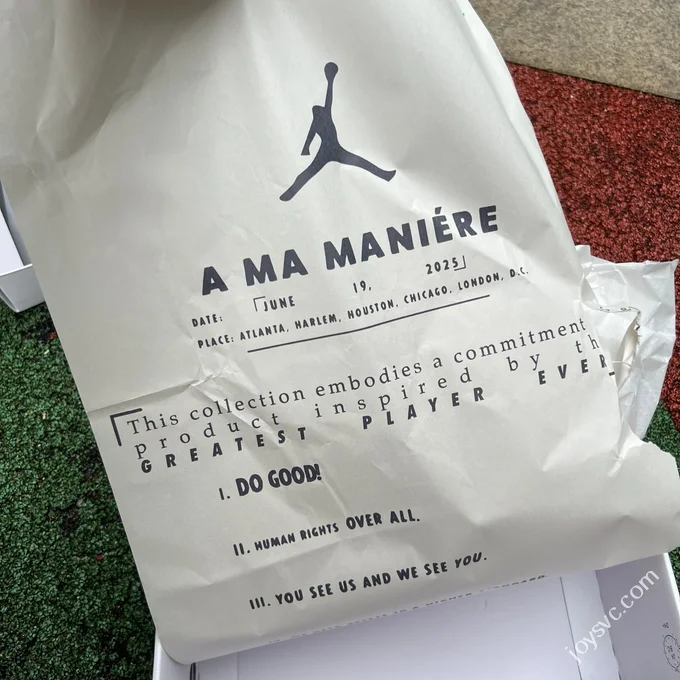 A MA MANIÉRE
DATE: 「JUNE 19, 2025」
PLACE: ATLANTA, HARLEM, HOUSTON, CHICAGO, LONDON, D.C.
「This collection embodies a commitment
product inspired by th
GREATEST PLAYER EVER
I. DO GOOD!
II. HUMAN RIGHTS OVER ALL.
III. YOU SEE US AND WE SEE YOU.
joysvc.com